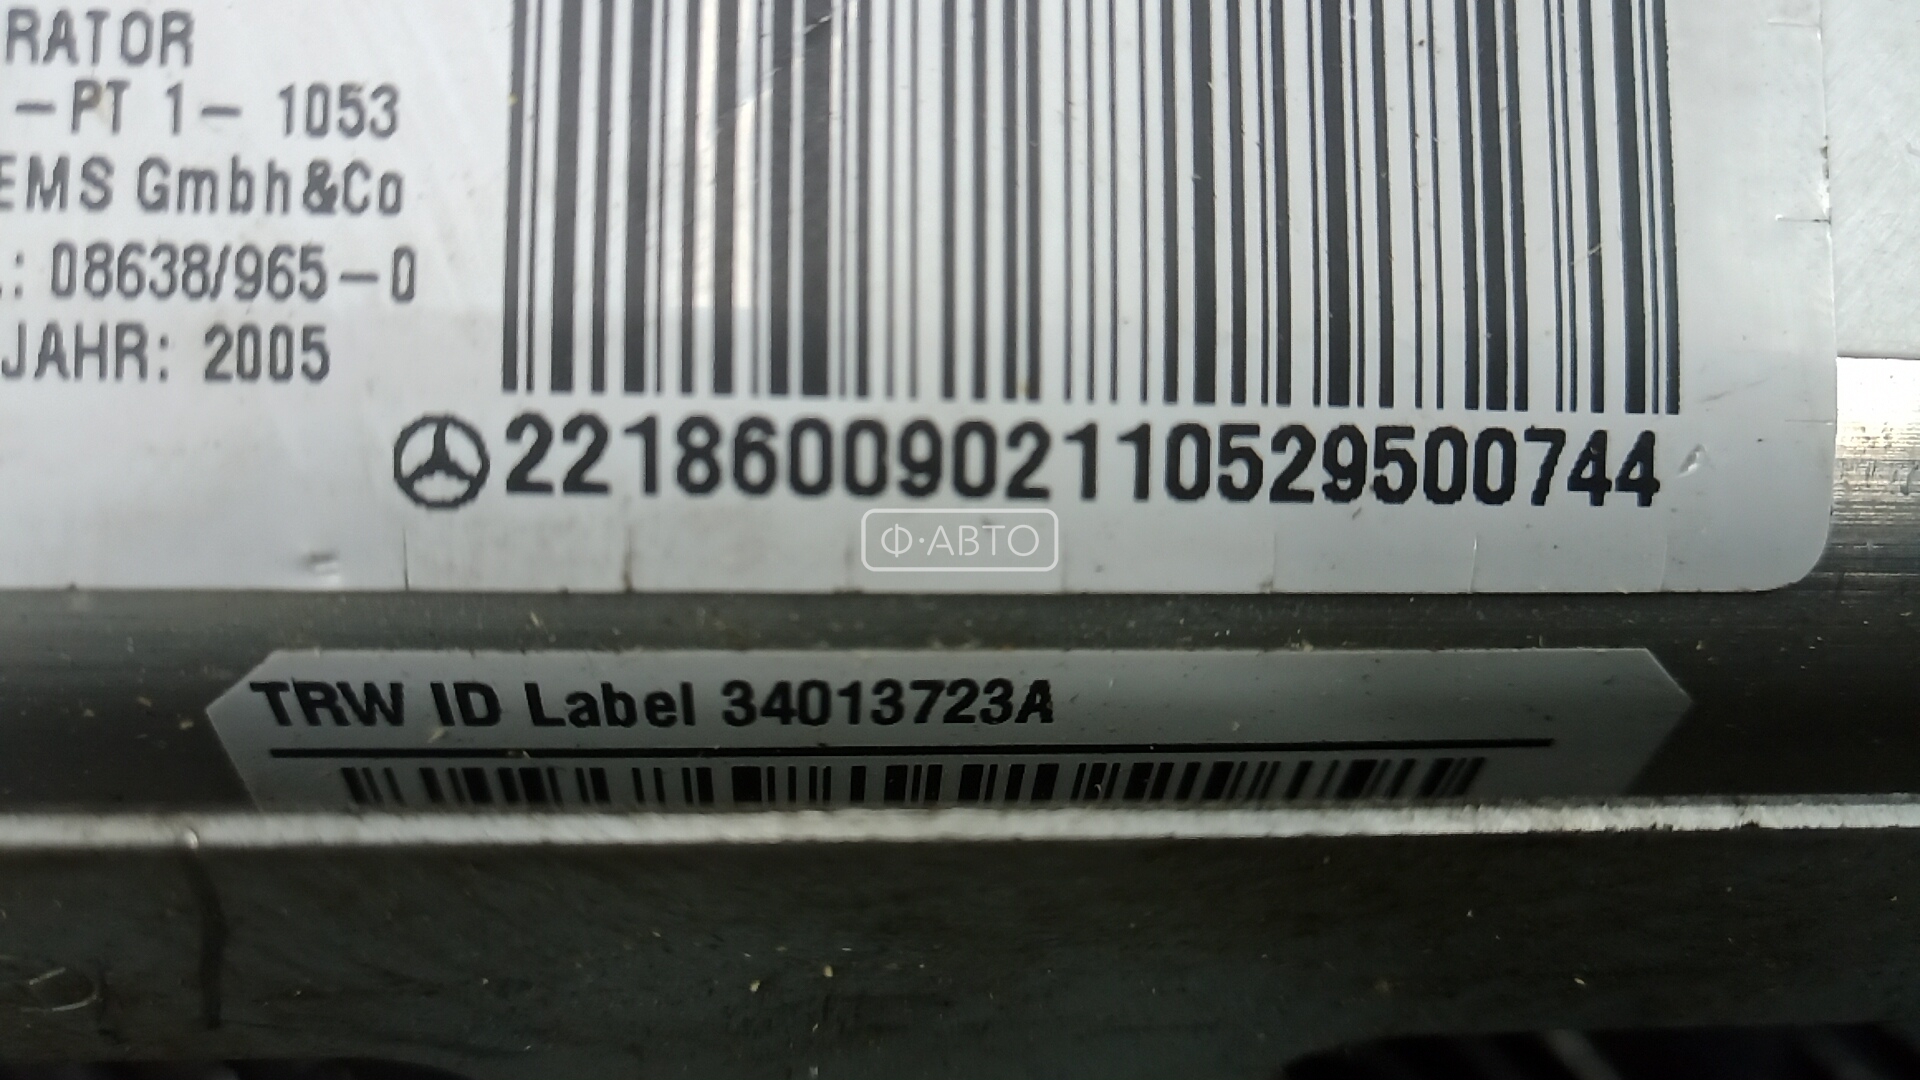 RATOR
-PT 1- 1053
EMS Gmbh&Co
.: 08638/965-0
JAHR: 2005
2218600902110529500744
Ф·АВТО
TRW ID Label 34013723A